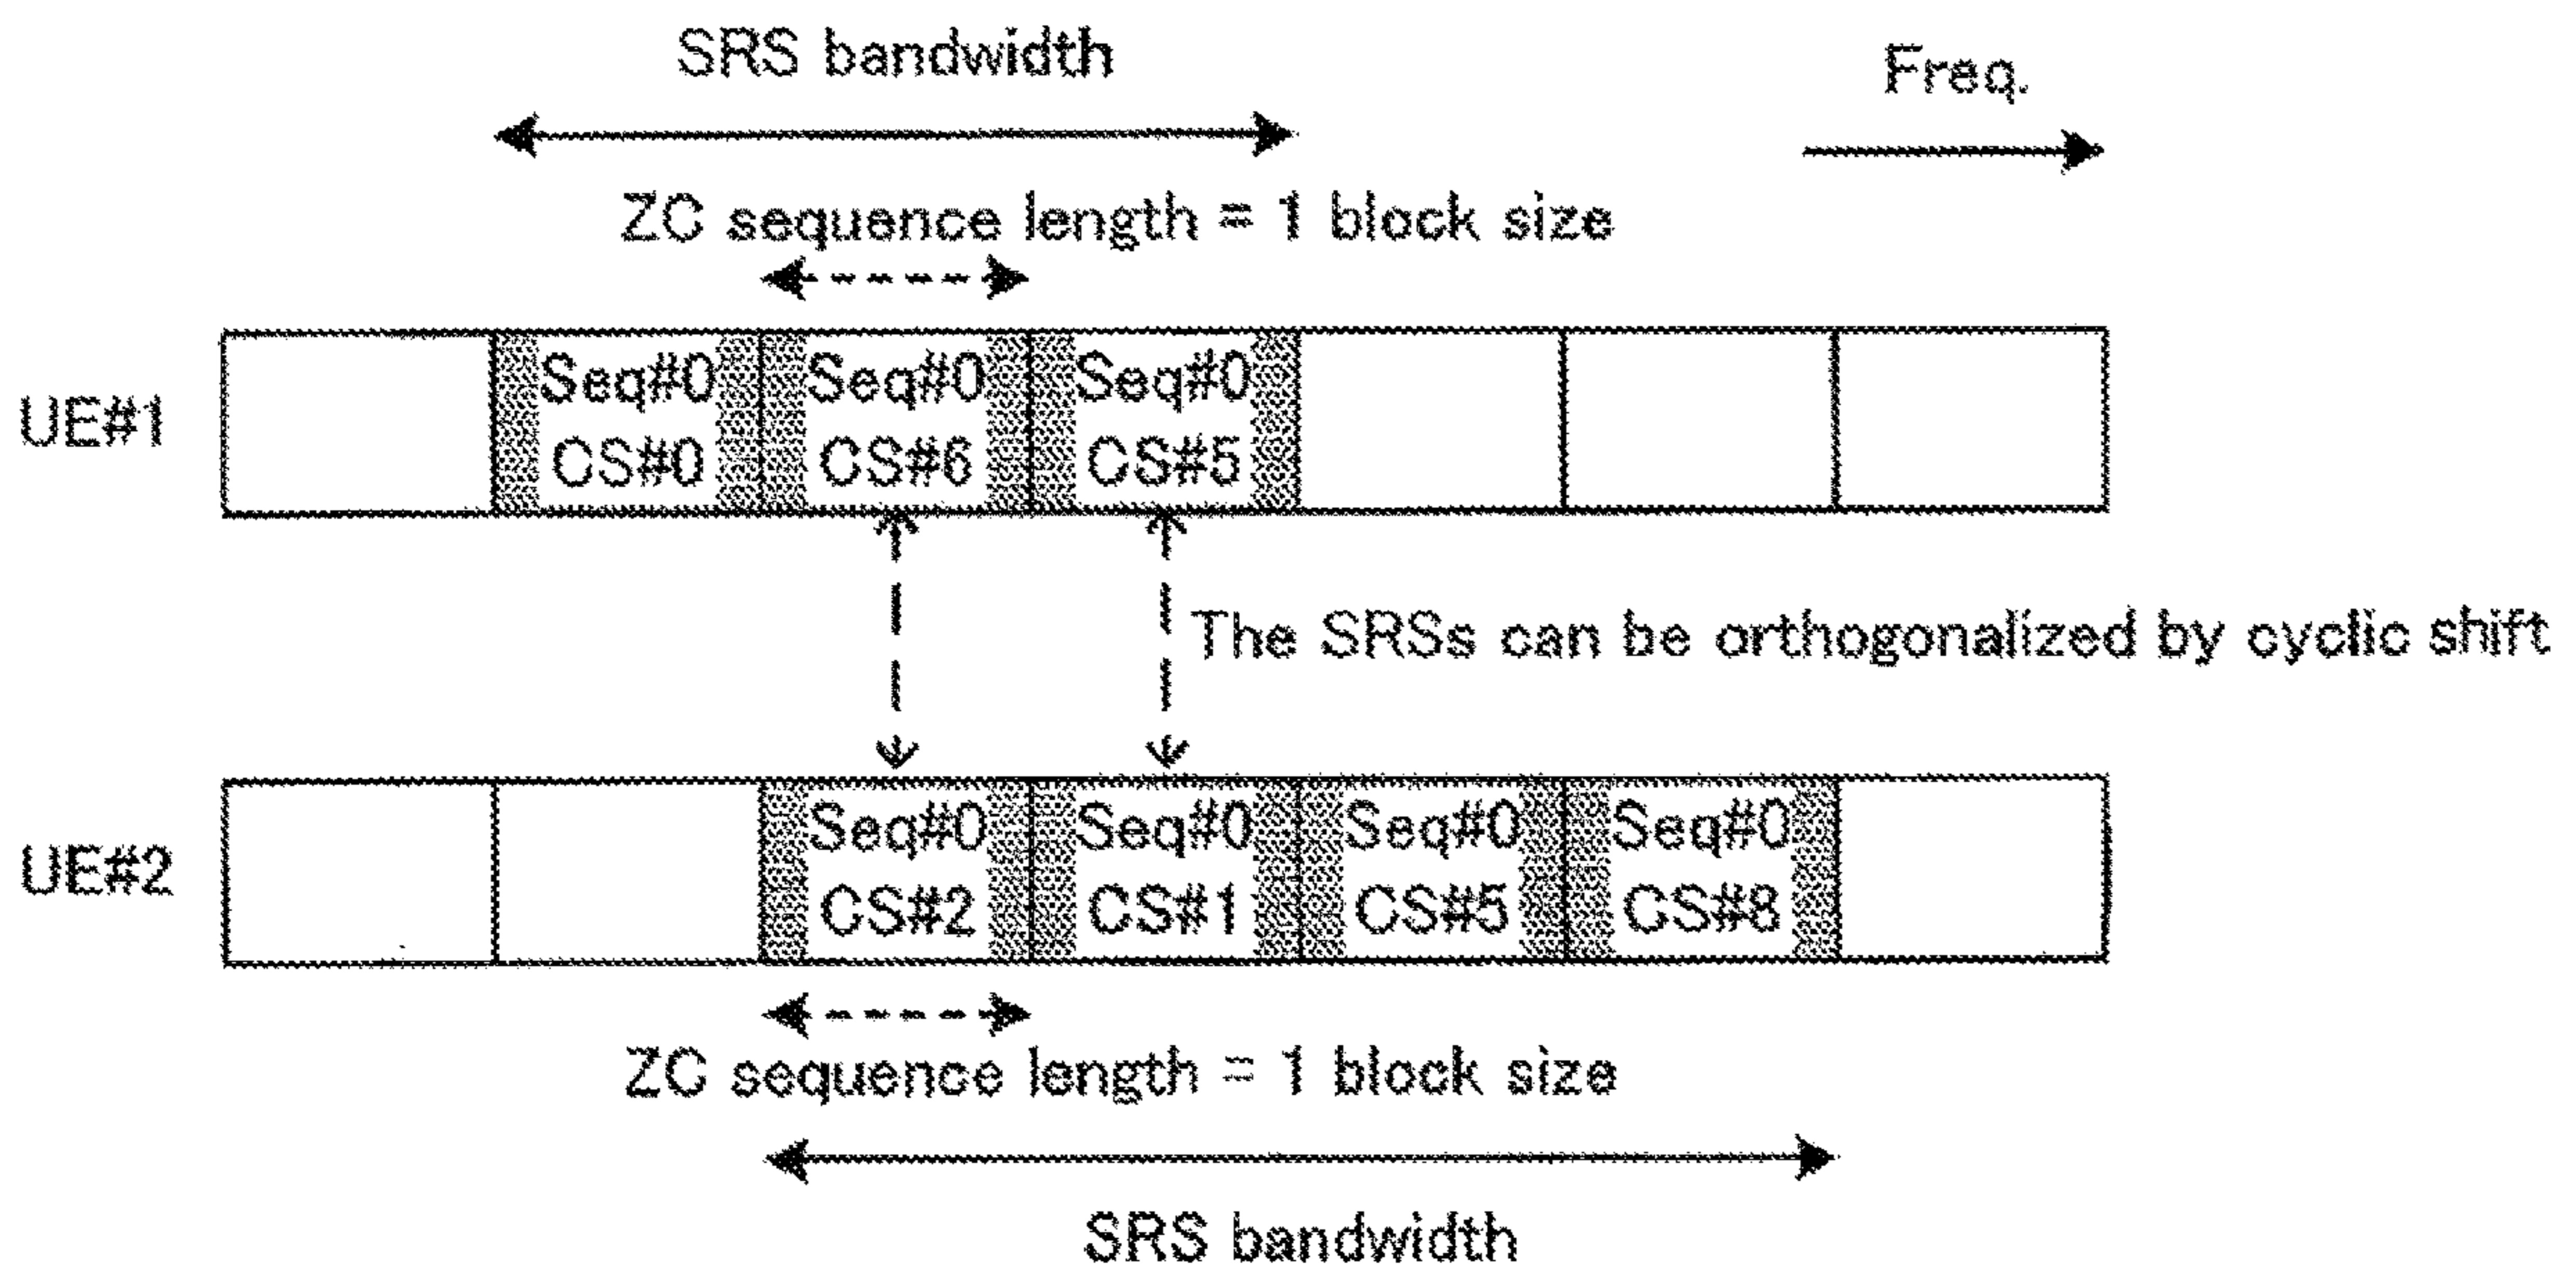 SRS bandwidth
Freq.
ZC sequence length = 1 block size
UE#1
Seq#0 Seq#0 Seq#0
CS#0 CS#6 CS#5
The SRSs can be orthogonalized by cyclic shift
UE#2
Seq#0 Seq#0 Seq#0 Seq#0
CS#2 CS#1 CS#5 CS#8
ZC sequence length = 1 block size
SRS bandwidth